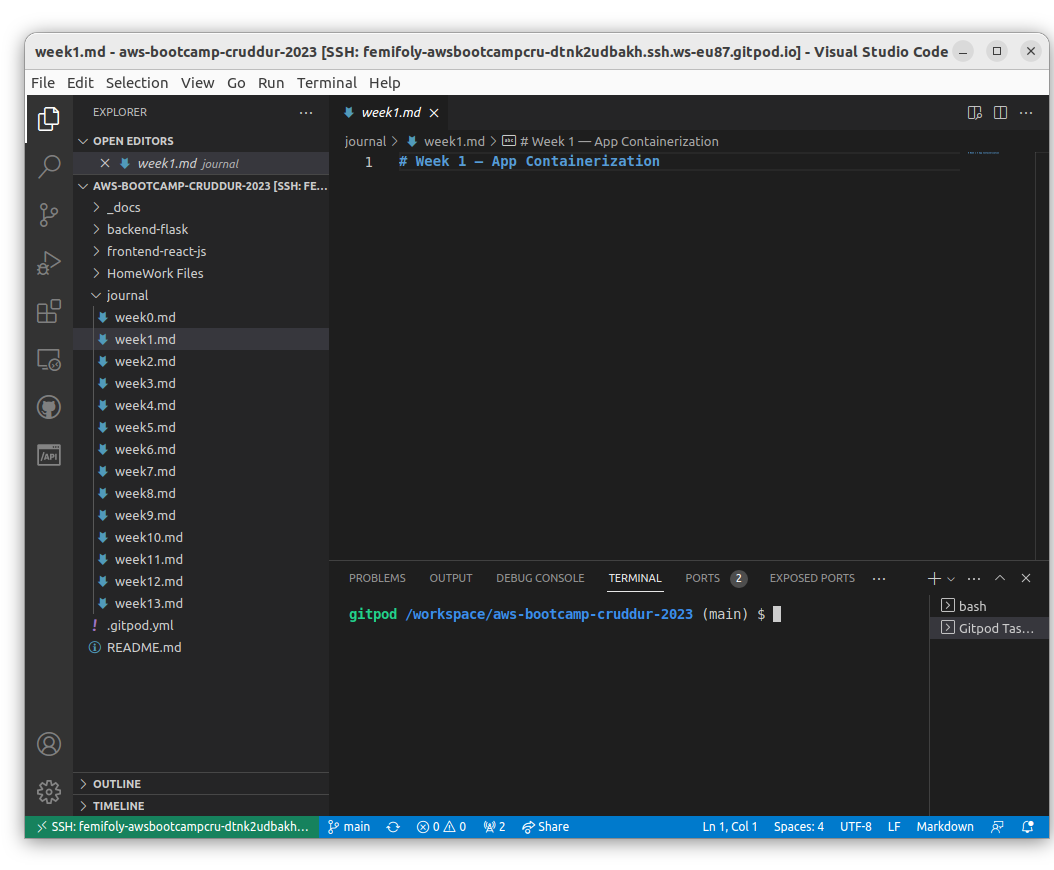 week1.md - aws-bootcamp-cruddur-2023 [SSH: femifoly-awsbootcampcru-dtnk2udbakh.ssh.ws-eu87.gitpod.io] - Visual Studio Code
File Edit Selection View Go Run Terminal Help
EXPLORER
OPEN EDITORS
week1.md journal
AWS-BOOTCAMP-CRUDDUR-2023 [SSH: FE...
_docs
backend-flask
frontend-react-js
HomeWork Files
journal
week0.md
week1.md
week2.md
week3.md
week4.md
week5.md
week6.md
week7.md
week8.md
week9.md
week10.md
week11.md
week12.md
week13.md
.gitpod.yml
README.md
OUTLINE
TIMELINE
/API
week1.md
journal > week1.md > # Week 1 — App Containerization
1 # Week 1 — App Containerization
PROBLEMS OUTPUT DEBUG CONSOLE TERMINAL PORTS 2 EXPOSED PORTS
gitpod /workspace/aws-bootcamp-cruddur-2023 (main) $
bash
Gitpod Tas...
SSH: femifoly-awsbootcampcru-dtnk2udbakh... main 0 0 2 Share Ln 1, Col 1 Spaces: 4 UTF-8 LF Markdown